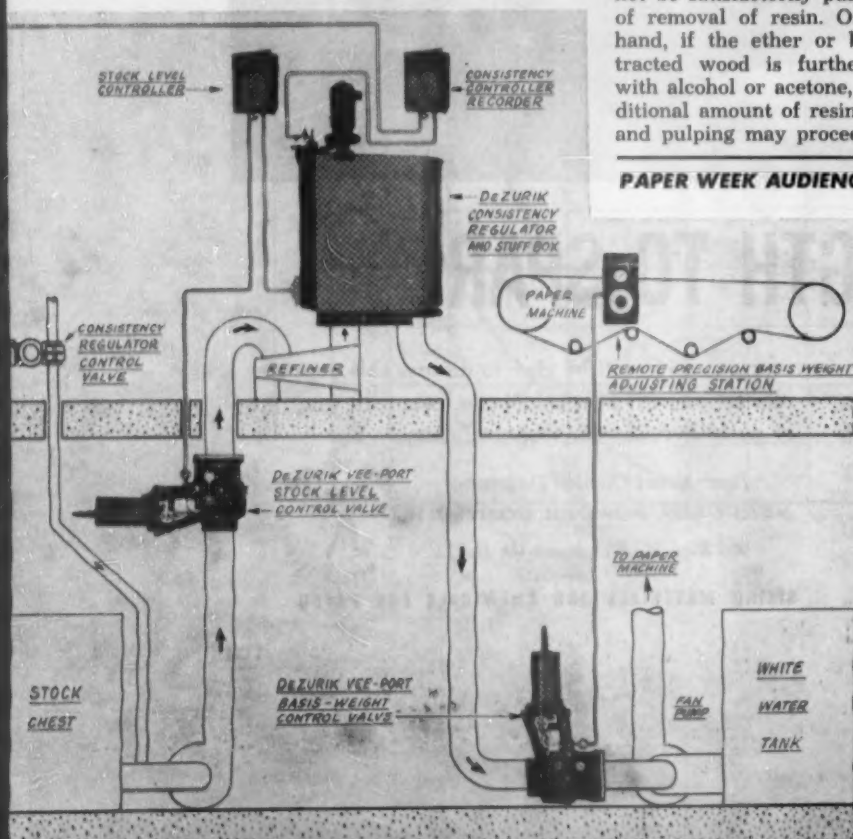 of removal of resin. O
hand, if the ether or
tracted wood is furthe
with alcohol or acetone,
ditional amount of resin
and pulping may procee
PAPER WEEK AUDIENC
STOCK LEVEL
CONTROLLER
CONSISTENCY
CONTROLLER
RECORDER
DEZURIK
CONSISTENCY
REGULATOR
AND STUFF BOX
CONSISTENCY
REGULATOR
CONTROL
VALVE
REFINER
PAPER
MACHINE
REMOTE PRECISION BASIS WEIGHT
ADJUSTING STATION
DEZURIK VEE-PORT
STOCK LEVEL
CONTROL VALVE
TO PAPER
MACHINE
STOCK
CHEST
DEZURIK VEE-PORT
BASIS-WEIGHT
CONTROL VALVE
FAN
PUMP
WHITE
WATER
TANK